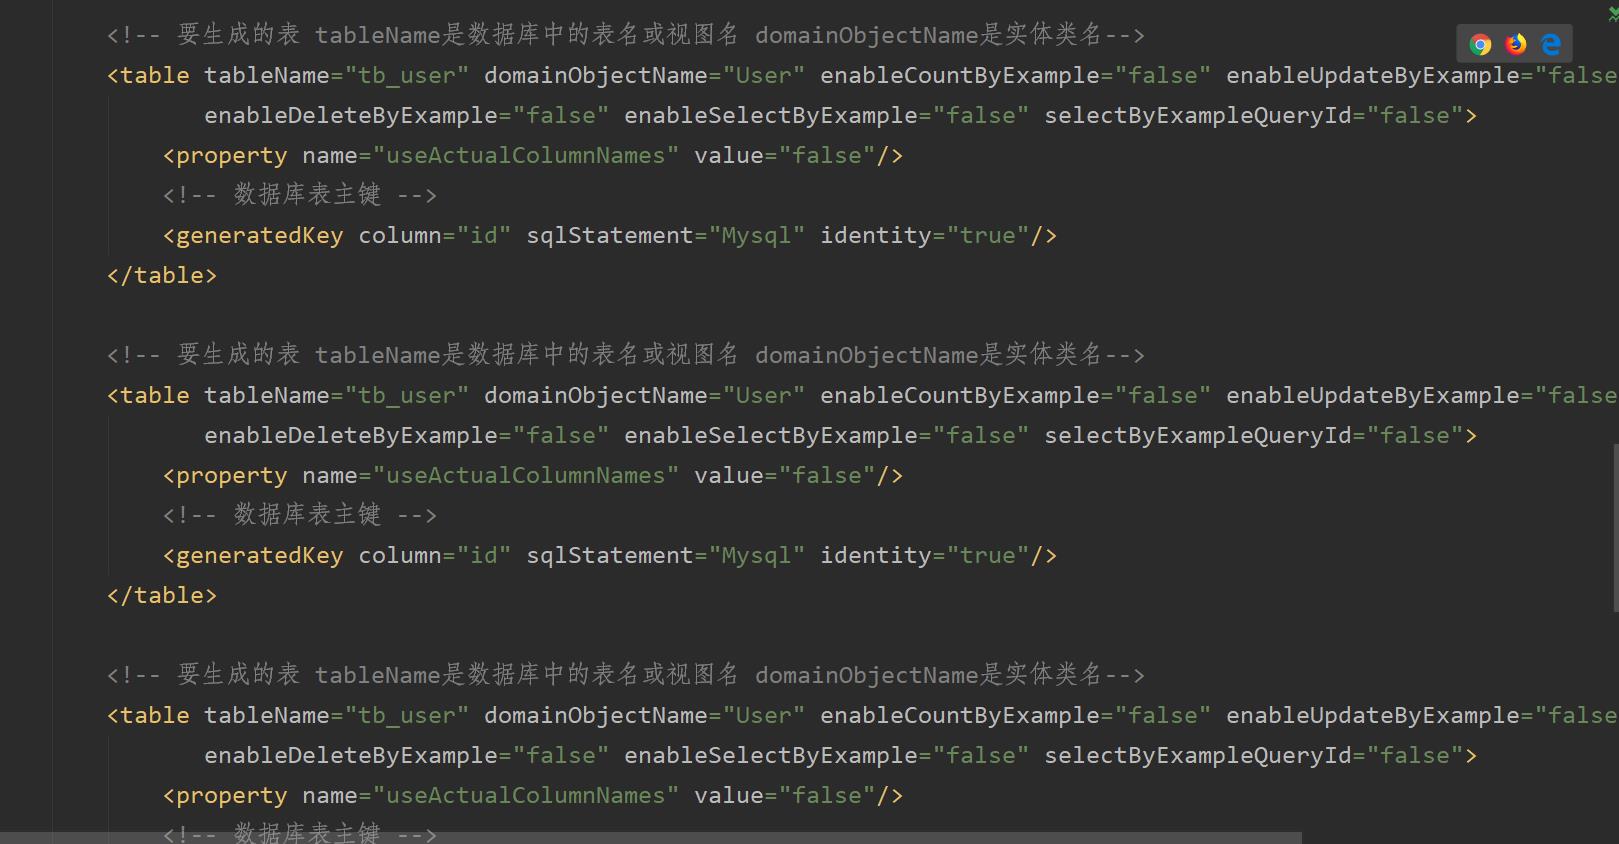 <!-- 要生成的表 tableName是数据库中的表名或视图名 domainObjectName是实体类名-->
<table tableName="tb_user" domainObjectName="User" enableCountByExample="false" enableUpdateByExample="false
enableDeleteByExample="false" enableSelectByExample="false" selectByExampleQueryId="false">
<property name="useActualColumnNames" value="false"/>
<!-- 数据库表主键 -->
<generatedKey column="id" sqlStatement="Mysql" identity="true"/>
</table>
<!-- 要生成的表 tableName是数据库中的表名或视图名 domainObjectName是实体类名-->
<table tableName="tb_user" domainObjectName="User" enableCountByExample="false" enableUpdateByExample="false
enableDeleteByExample="false" enableSelectByExample="false" selectByExampleQueryId="false">
<property name="useActualColumnNames" value="false"/>
<!-- 数据库表主键 -->
<generatedKey column="id" sqlStatement="Mysql" identity="true"/>
</table>
<!-- 要生成的表 tableName是数据库中的表名或视图名 domainObjectName是实体类名-->
<table tableName="tb_user" domainObjectName="User" enableCountByExample="false" enableUpdateByExample="false
enableDeleteByExample="false" enableSelectByExample="false" selectByExampleQueryId="false">
<property name="useActualColumnNames" value="false"/>
<!-- 数据库表主键 -->